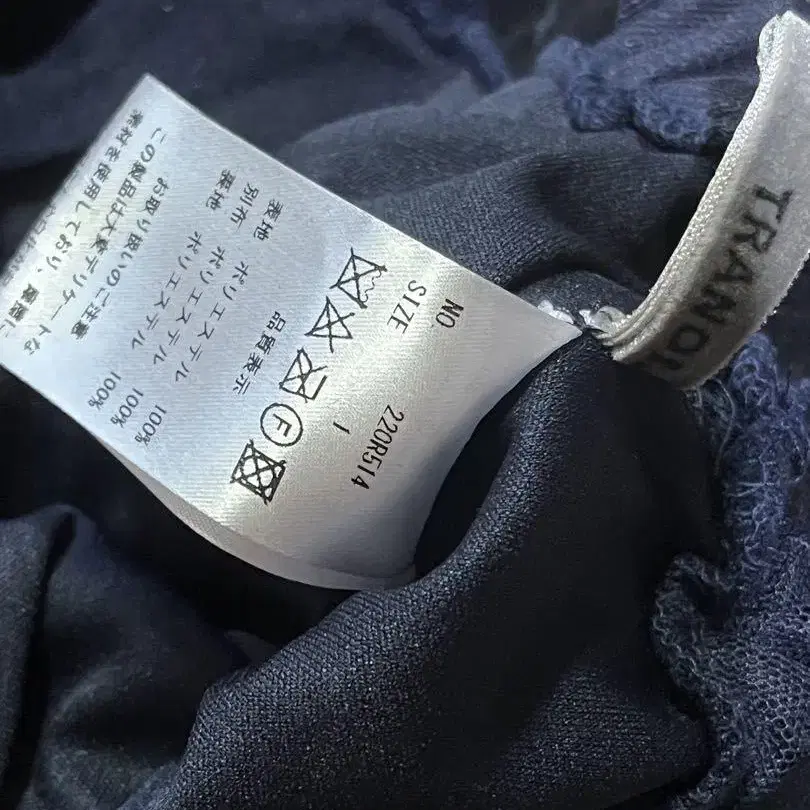 TRANOI
NO. 220R514
SIZE 1
品質表示
表地 ポリエステル 100%
別布 ポリエステル 100%
裏地 ポリエステル 100%
お取り扱いのご注意
この製品は大変デリケートな
素材を使用しており、摩擦に